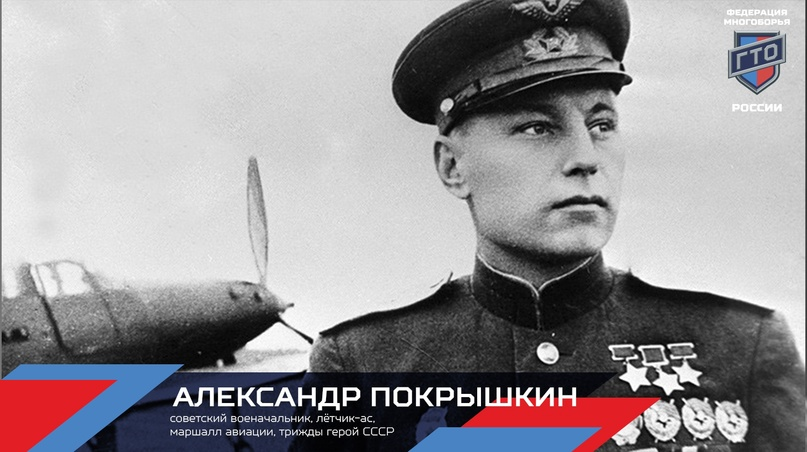 ФЕДЕРАЦИЯ
МНОГОБОРЬЯ
ГТО
РОССИИ
АЛЕКСАНДР ПОКРЫШКИН
советский военачальник, лётчик-ас,
маршалл авиации, трижды герой СССР